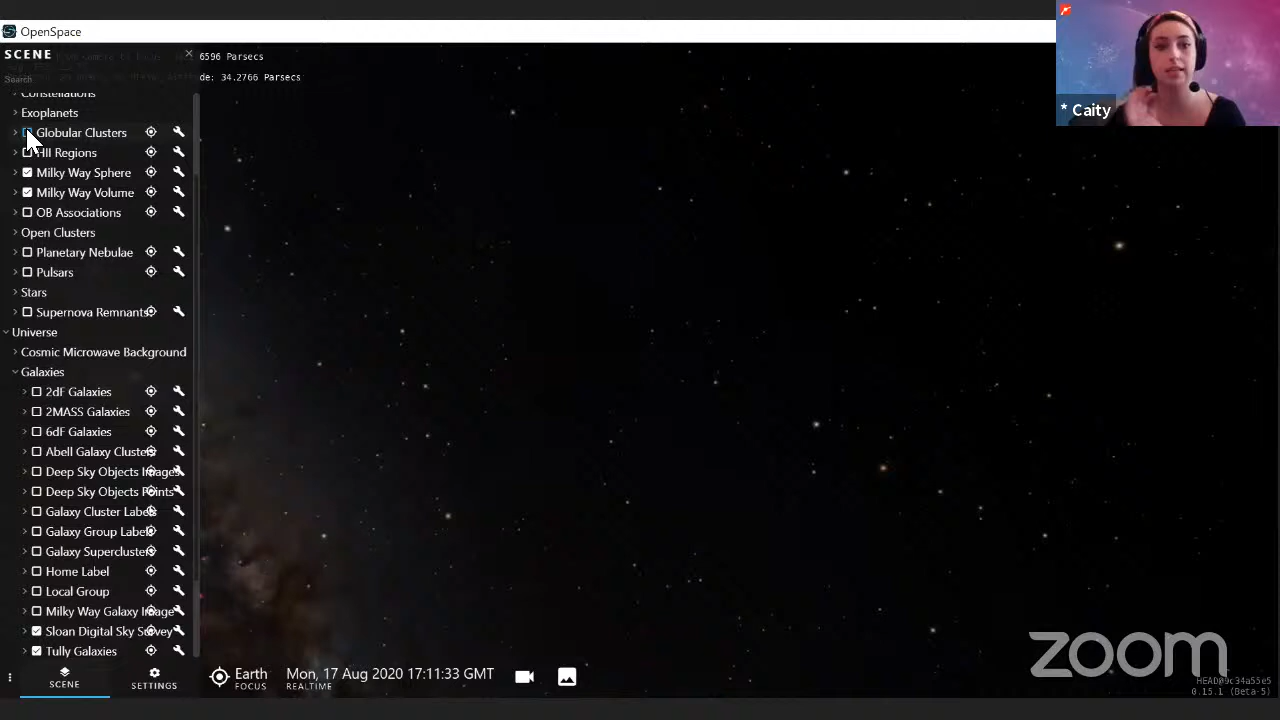 OpenSpace
SCENE
6596 Parsecs
Search
de: 34.2766 Parsecs
Constellations
Exoplanets
Globular Clusters
HII Regions
Milky Way Sphere
Milky Way Volume
OB Associations
Open Clusters
Planetary Nebulae
Pulsars
Stars
Supernova Remnants
Universe
Cosmic Microwave Background
Galaxies
2dF Galaxies
2MASS Galaxies
6dF Galaxies
Abell Galaxy Clusters
Deep Sky Objects Images
Deep Sky Objects Points
Galaxy Cluster Labels
Galaxy Group Labels
Galaxy Superclusters
Home Label
Local Group
Milky Way Galaxy Image
Sloan Digital Sky Survey
Tully Galaxies
SCENE
SETTINGS
Earth
FOCUS
Mon, 17 Aug 2020 17:11:33 GMT
REALTIME
* Caity
zoom
HEAD@9c34a55e5
0.15.1 (Beta-5)